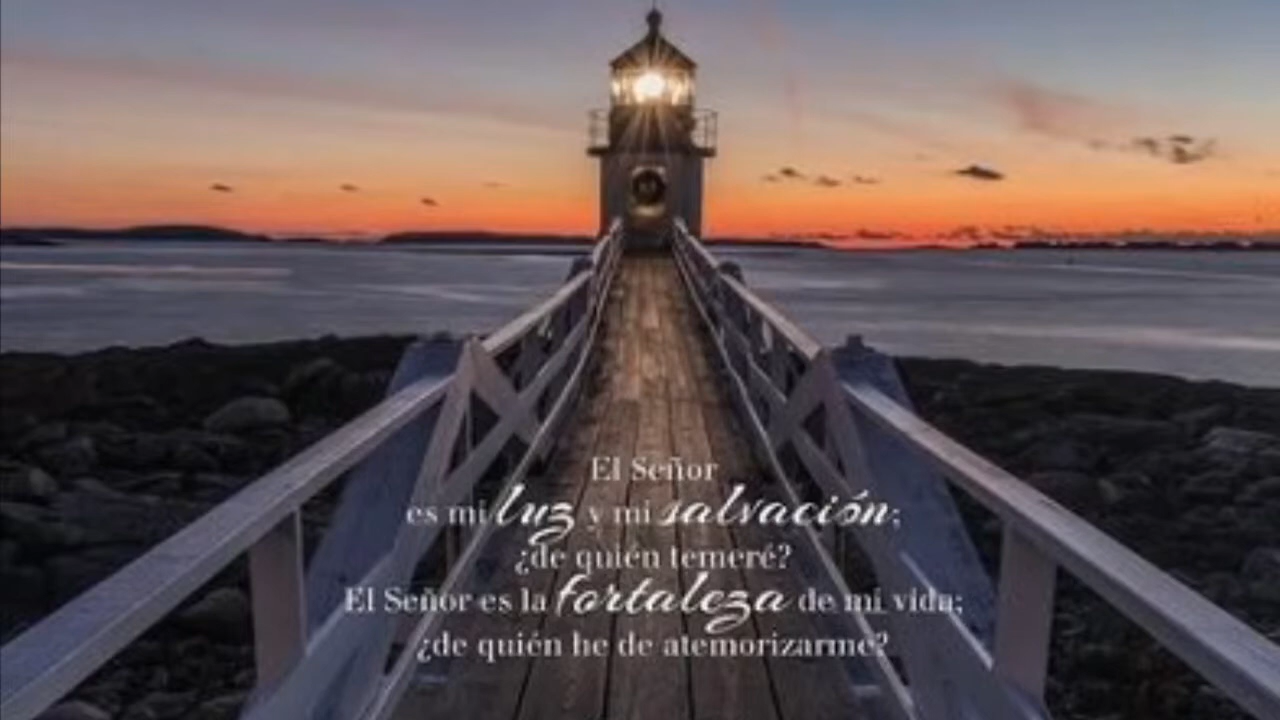 El Señor
es mi luz y mi salvación;
¿de quién temeré?
El Señor es la fortaleza de mi vida;
¿de quién he de atemorizarme?